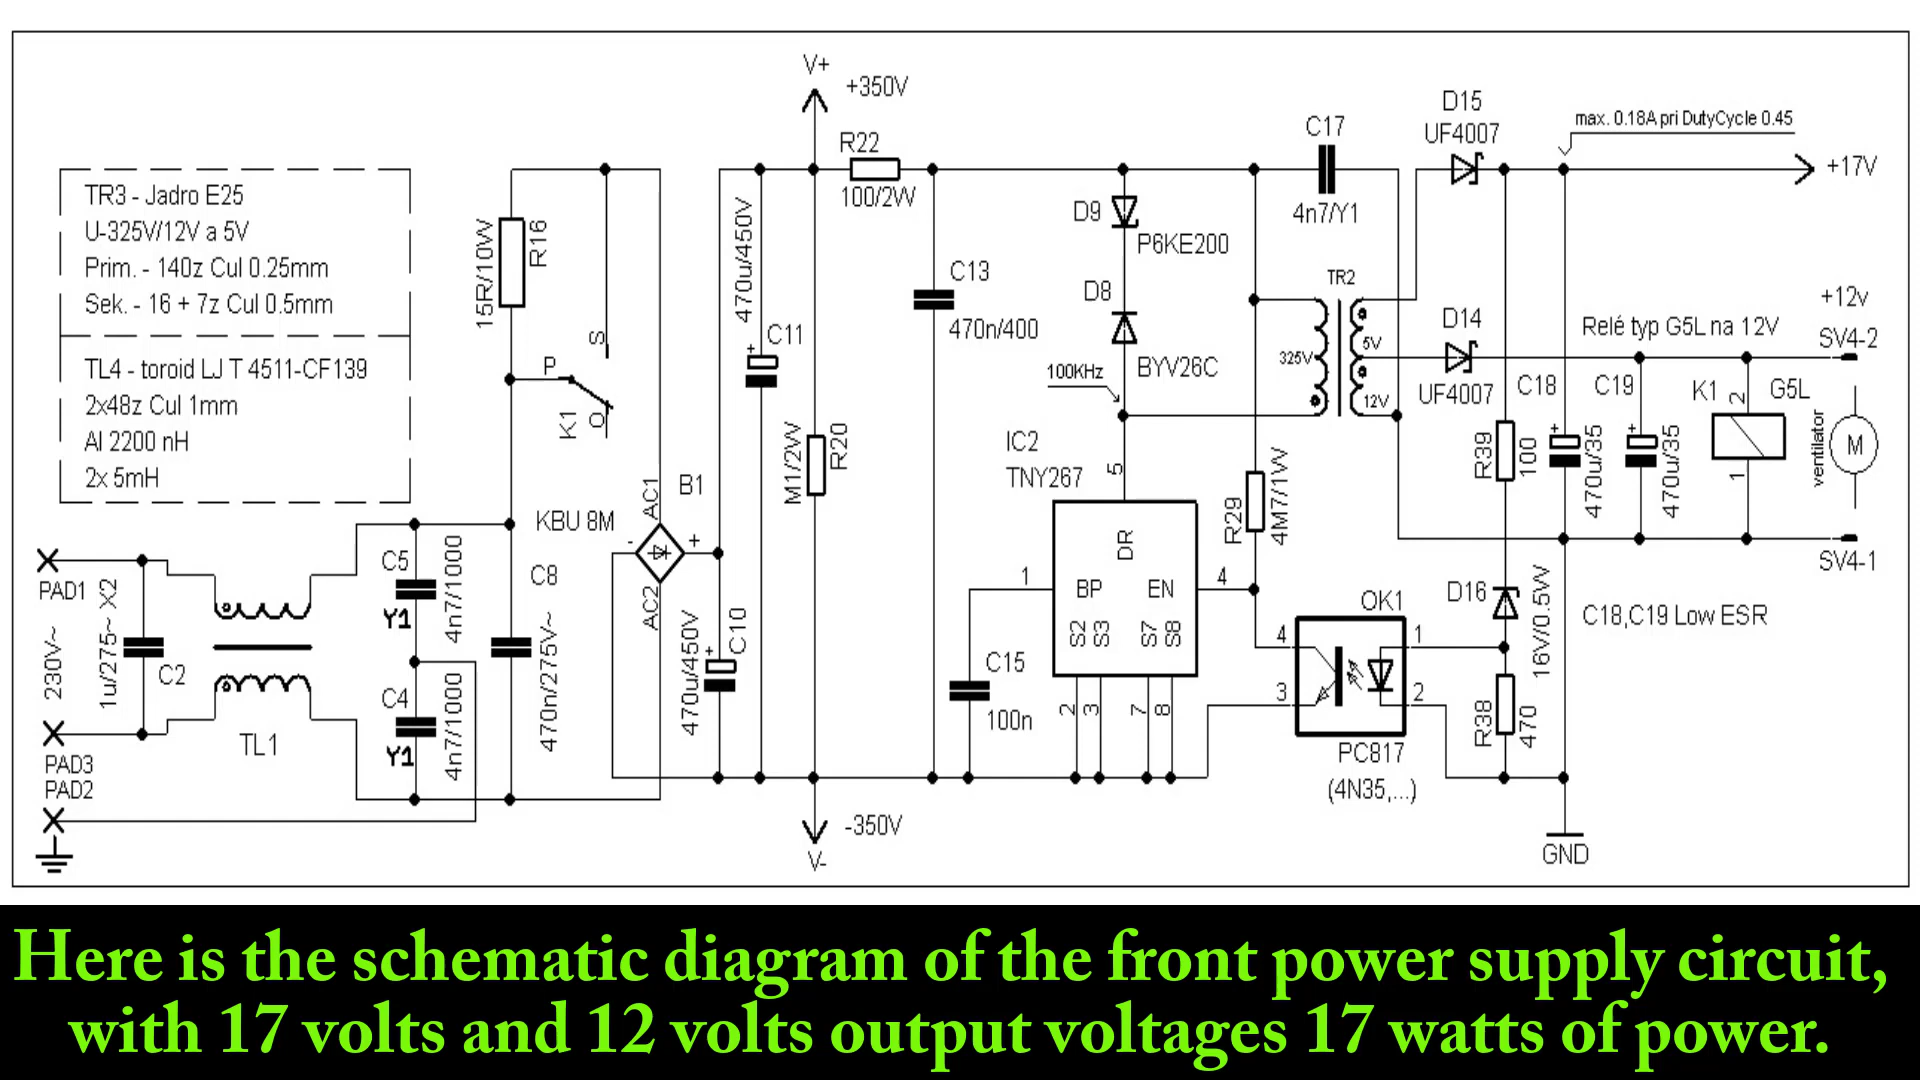 TR3 - Jadro E25
U-325V/12V a 5V
Prim. - 140z Cul 0.25mm
Sek. - 16 + 7z Cul 0.5mm
TL4 - toroid LJ T 4511-CF139
2x48z Cul 1mm
Al 2200 nH
2x 5mH
PAD1
230V~
1u/275~ X2
C2
PAD3
PAD2
TL1
C5
Y1
4n7/1000
C4
Y1
4n7/1000
15R/10W
R16
S
P
K1
O
KBU 8M
C8
470n/275V~
AC1
B1
-
+
AC2
470u/450V
+
C10
470u/450V
+
C11
V+
+350V
R22
100/2W
M1/2W
R20
-350V
V-
C13
470n/400
D9
P6KE200
D8
BYV26C
100KHz
IC2
TNY267
5
DR
1
BP
EN
4
S2
S3
S7
S8
2
3
7
8
C15
100n
C17
4n7/Y1
TR2
325V
5V
12V
R29
4M7/1W
OK1
4
1
3
2
PC817
(4N35,...)
D15
UF4007
max. 0.18A pri DutyCycle 0.45
+17V
D14
UF4007
Relé typ G5L na 12V
+12v
SV4-2
R39
100
C18
+
470u/35
C19
+
470u/35
K1
2
G5L
1
ventilator
M
SV4-1
D16
16V/0.5W
C18,C19 Low ESR
R38
470
GND
Here is the schematic diagram of the front power supply circuit,
with 17 volts and 12 volts output voltages 17 watts of power.